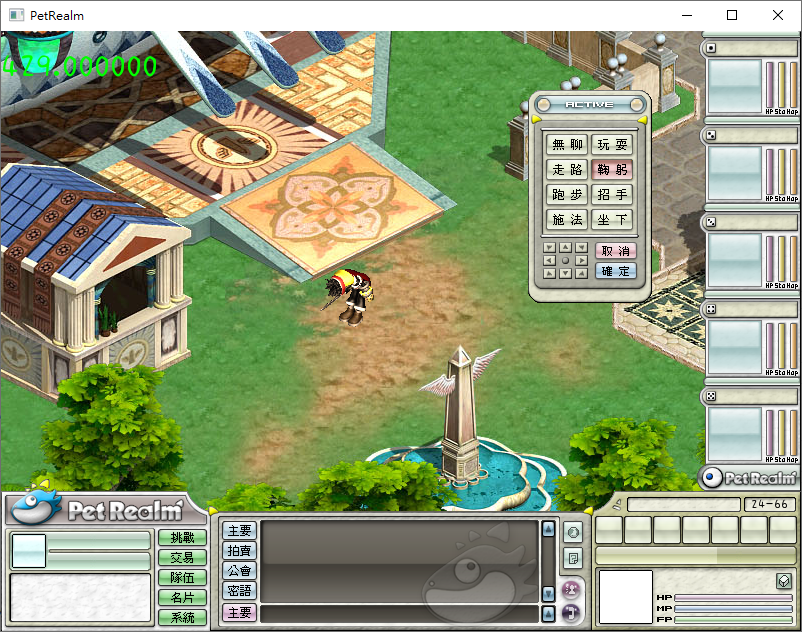 PetRealm
429.000000
ACTIVE
無聊 玩耍
走路 鞠躬
跑步 招手
施法 坐下
取消
確定
HP Sta Hap
HP Sta Hap
HP Sta Hap
HP Sta Hap
HP Sta Hap
Pet Realm
Pet Realm
挑戰
交易
隊伍
名片
系統
主要
拍賣
公會
密語
主要
24-66
HP
MP
FP